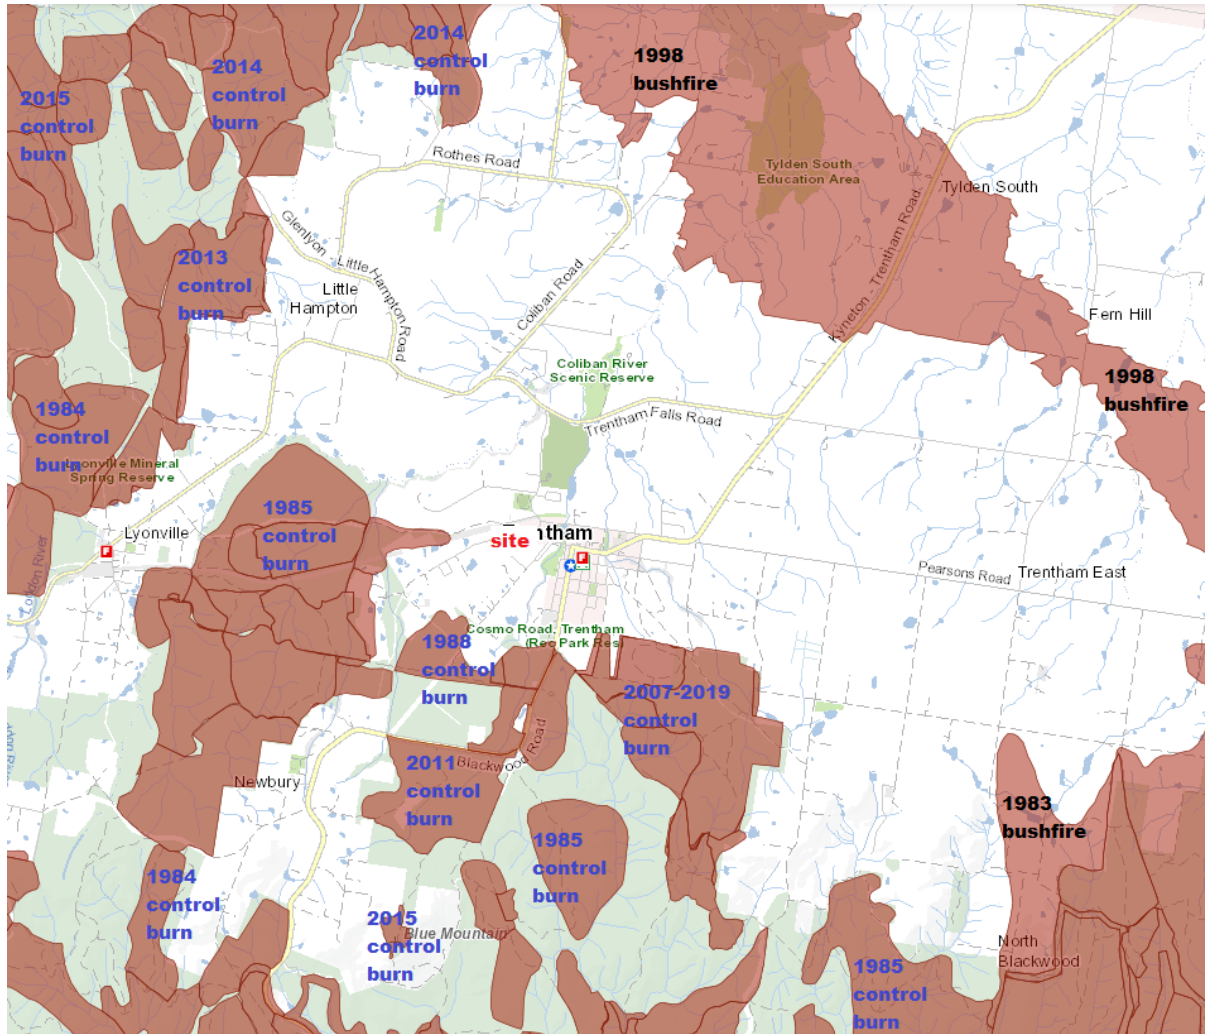 2014
control
burn
1998
bushfire
2014
control
burn
2015
control
burn
Rothes Road
Tylden South
Education Area
Tylden South
Kyneton - Trentham Road
Glenlyon - Little Hampton Road
2013
control
burn
Little
Hampton
Coliban Road
Fern Hill
Coliban River
Scenic Reserve
1998
bushfire
1984
control
burn
Trentham Falls Road
Lyonville Mineral
Spring Reserve
1985
control
burn
Lyonville
site
ntham
F
F
Loddon River
Pearsons Road
Trentham East
Cosmo Road, Trentham
(Rec Park Res)
1988
control
burn
2007-2019
control
burn
Blackwood Road
Newbury
2011
control
burn
1983
bushfire
1985
control
burn
1984
control
burn
2015
control
burn
Blue Mountain
North
Blackwood
1985
control
burn